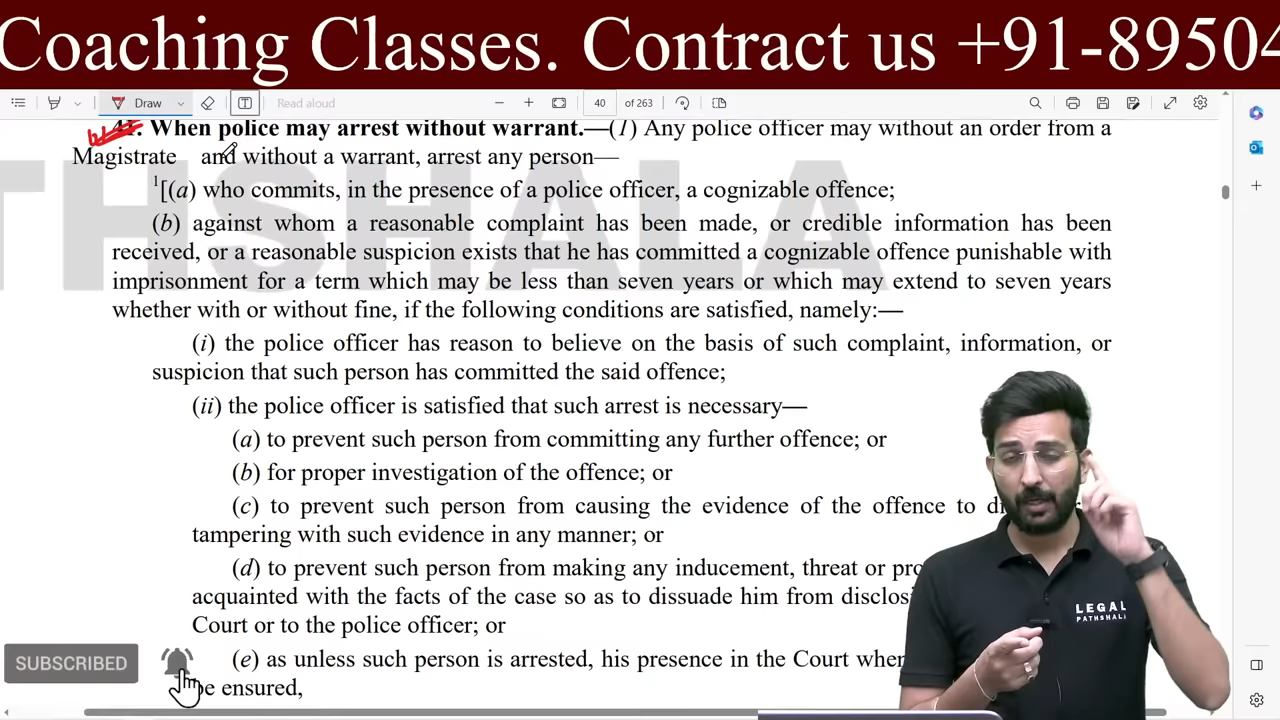 Coaching Classes. Contract us +91-89504
Draw
Read aloud
40 of 263
41. When police may arrest without warrant.—(1) Any police officer may without an order from a
Magistrate and without a warrant, arrest any person—
1[(a) who commits, in the presence of a police officer, a cognizable offence;
(b) against whom a reasonable complaint has been made, or credible information has been
received, or a reasonable suspicion exists that he has committed a cognizable offence punishable with
imprisonment for a term which may be less than seven years or which may extend to seven years
whether with or without fine, if the following conditions are satisfied, namely:—
(i) the police officer has reason to believe on the basis of such complaint, information, or
suspicion that such person has committed the said offence;
(ii) the police officer is satisfied that such arrest is necessary—
(a) to prevent such person from committing any further offence; or
(b) for proper investigation of the offence; or
(c) to prevent such person from causing the evidence of the offence to
tampering with such evidence in any manner; or
(d) to prevent such person from making any inducement, threat or
acquainted with the facts of the case so as to dissuade him from
Court or to the police officer; or
(e) as unless such person is arrested, his presence in the Court
be ensured,
THSHALA
LEGAL
PATHSHALA
SUBSCRIBED